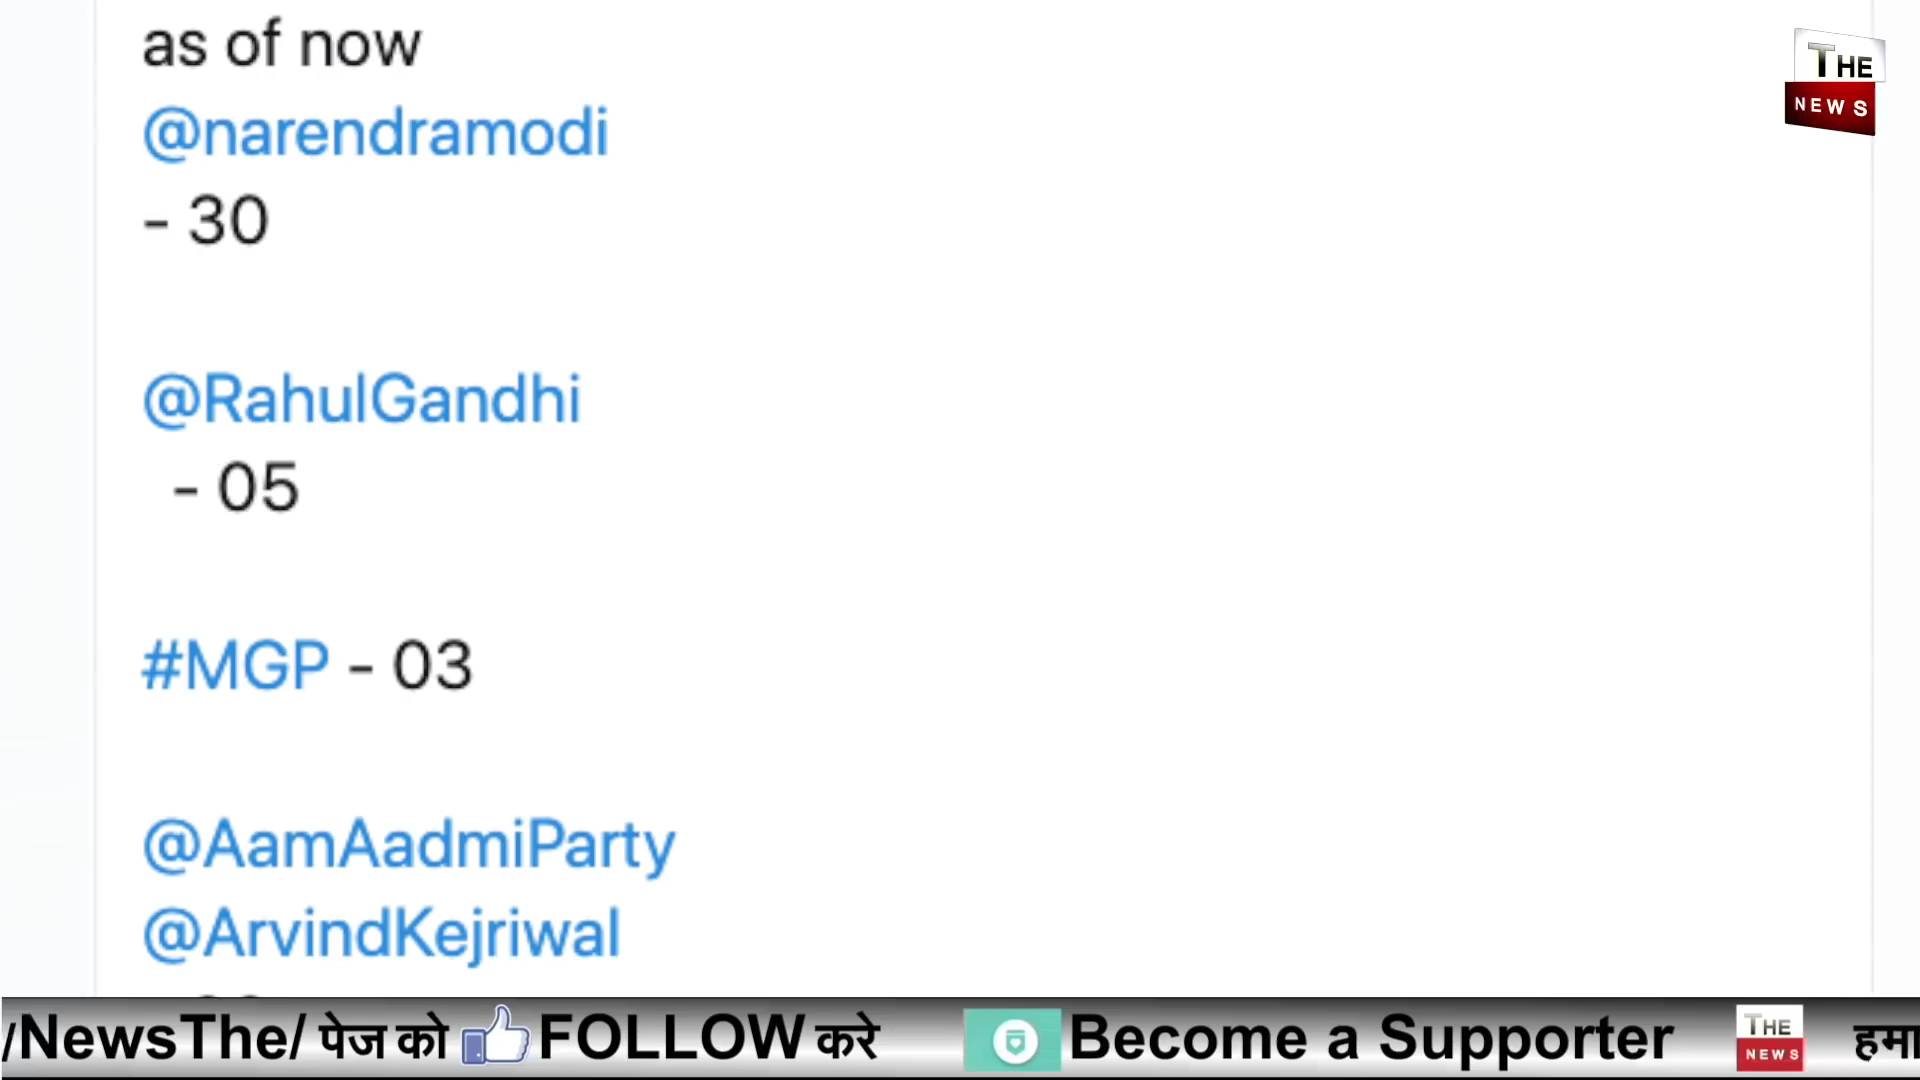 as of now
@narendramodi
- 30
@RahulGandhi
- 05
#MGP - 03
@AamAadmiParty
@ArvindKejriwal
THE
NEWS
/NewsThe/ पेज को FOLLOW करे Become a Supporter THE NEWS हमा